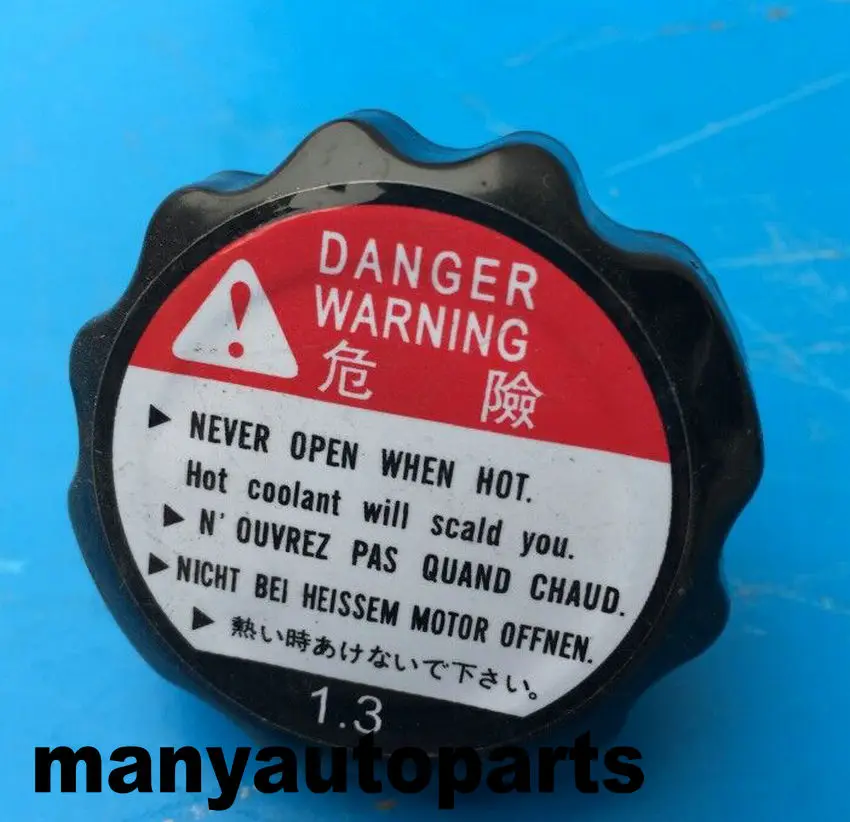 DANGER
WARNING
危 險
▶ NEVER OPEN WHEN HOT.
Hot coolant will scald you.
▶ N' OUVREZ PAS QUAND CHAUD.
▶ NICHT BEI HEISSEM MOTOR OFFNEN.
▶ 熱い時あけないで下さい。
1.3
manyautoparts